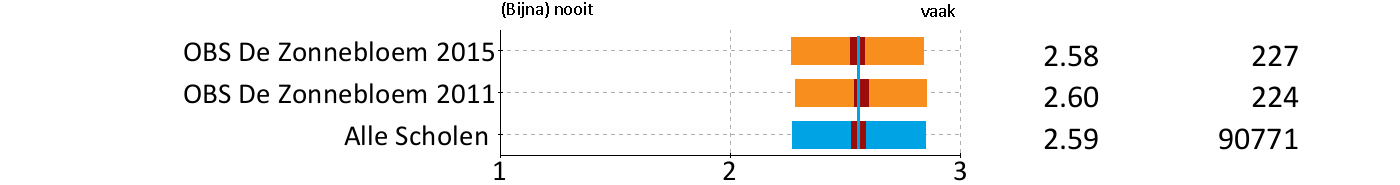 (Bijna) nooit vaak
OBS De Zonnebloem 2015 2.58 227
OBS De Zonnebloem 2011 2.60 224
Alle Scholen 2.59 90771
1 2 3